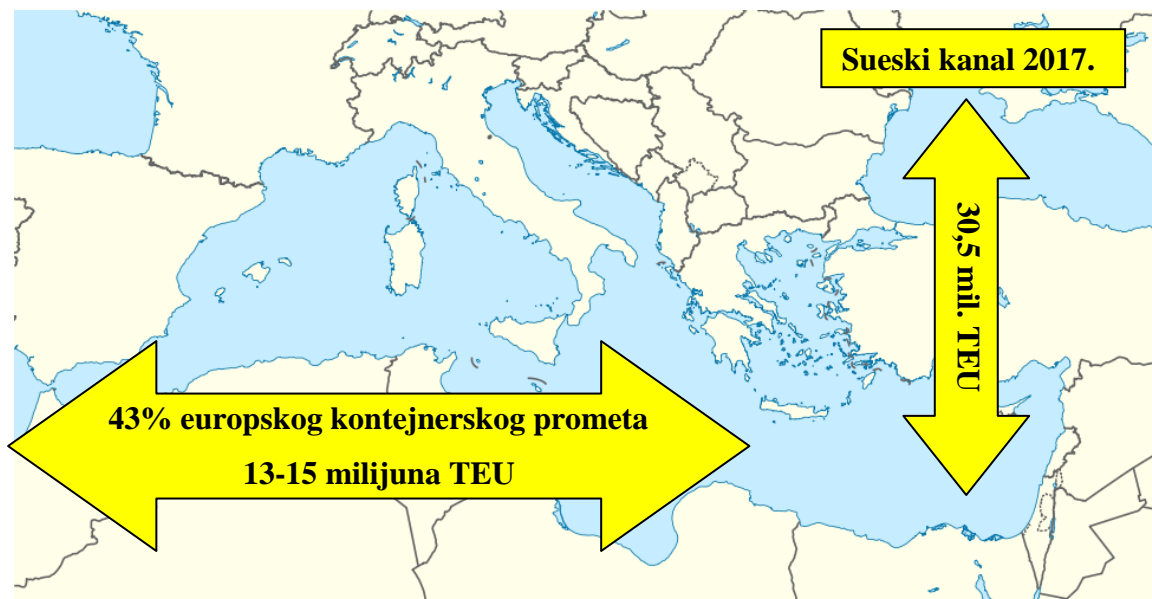 Sueski kanal 2017.
30,5 mil. TEU
43% europskog kontejnerskog prometa
13-15 milijuna TEU